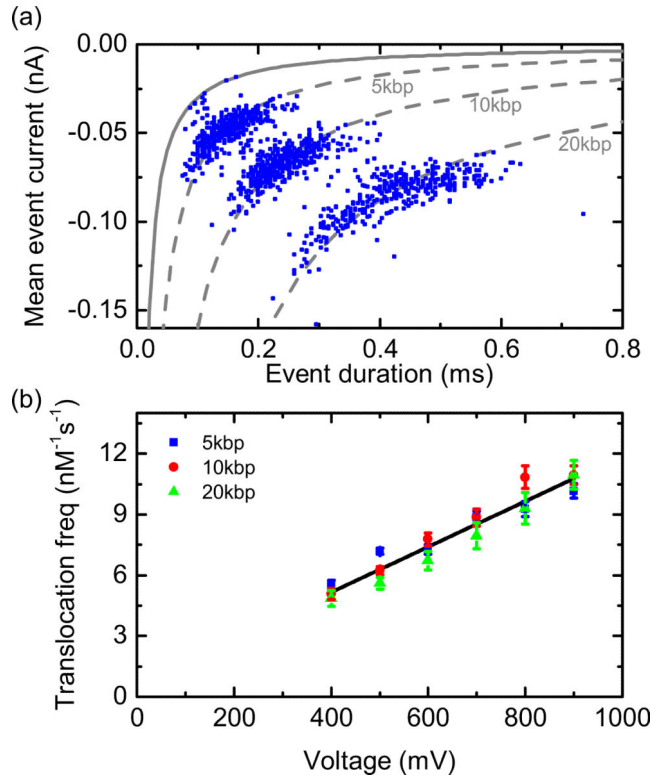 (a)
0.00
-0.05
-0.10
-0.15
Mean event current (nA)
5kbp
10kbp
20kbp
0.0 0.2 0.4 0.6 0.8
Event duration (ms)
(b)
12
9
6
3
0
Translocation freq (nM⁻¹s⁻¹)
5kbp
10kbp
20kbp
0 200 400 600 800 1000
Voltage (mV)